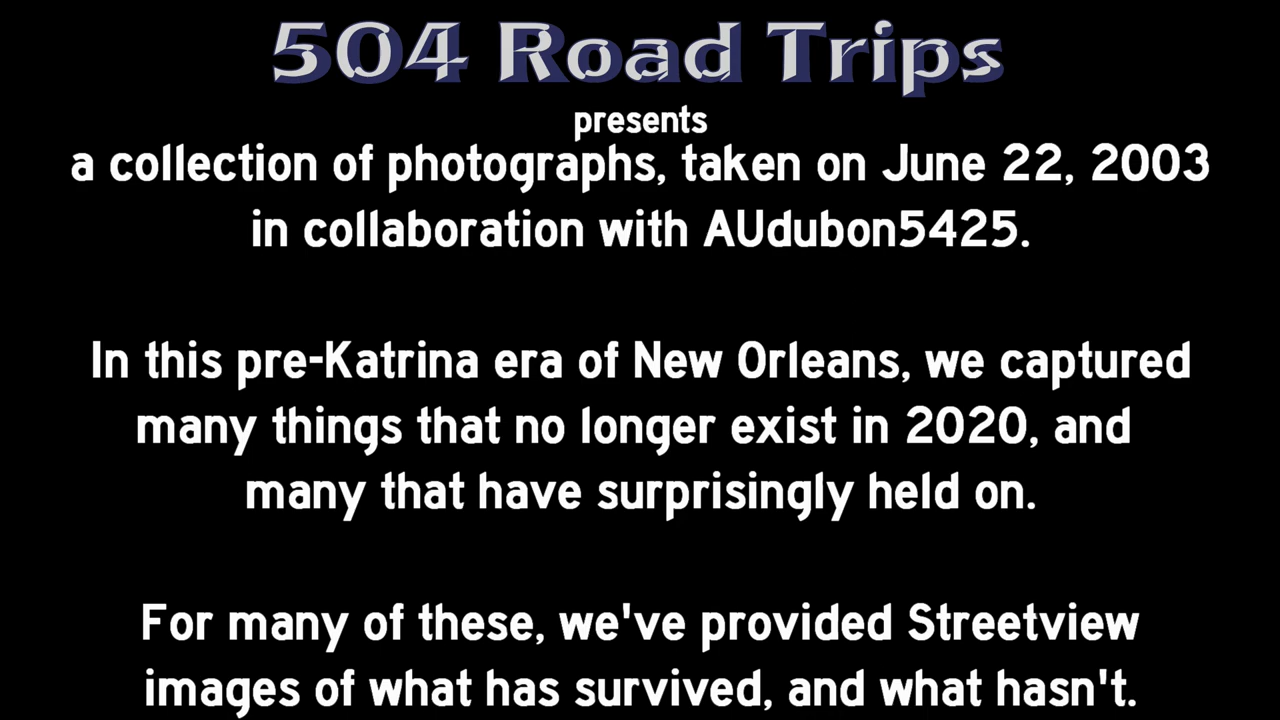 504 Road Trips
presents
a collection of photographs, taken on June 22, 2003
in collaboration with AUdubon5425.
In this pre-Katrina era of New Orleans, we captured
many things that no longer exist in 2020, and
many that have surprisingly held on.
For many of these, we've provided Streetview
images of what has survived, and what hasn't.